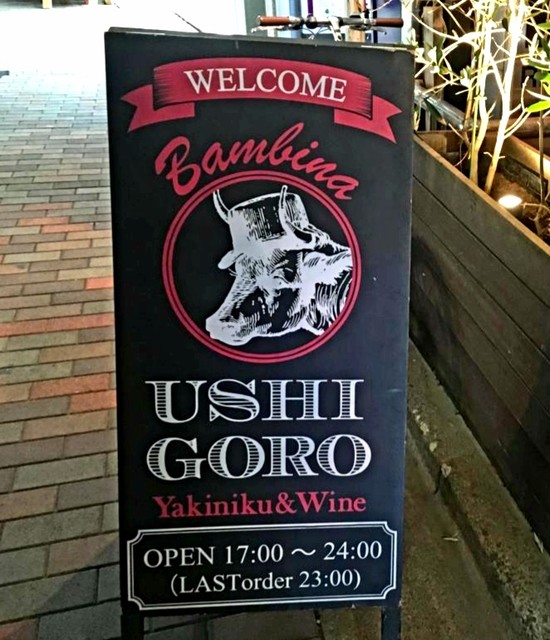 WELCOME
Bambina
USHI
GORO
Yakiniku&Wine
OPEN 17:00 〜 24:00
(LASTorder 23:00)